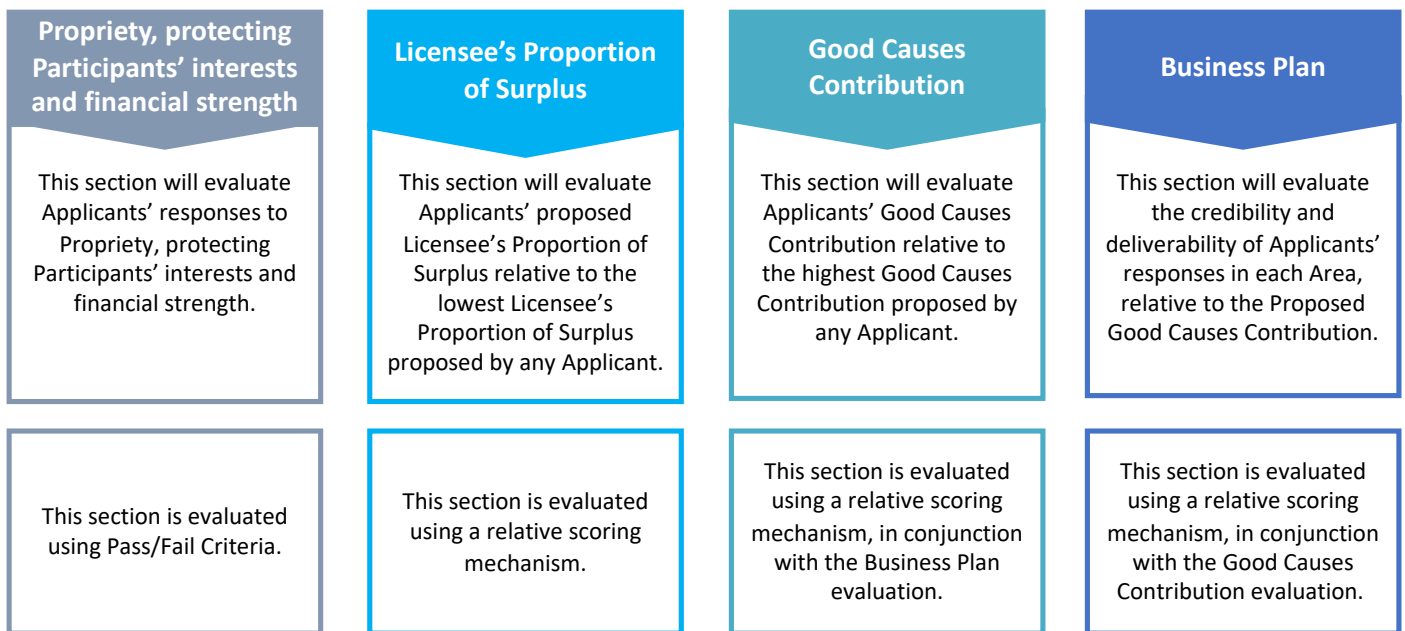 Propriety, protecting
Participants’ interests
and financial strength
This section will evaluate
Applicants’ responses to
Propriety, protecting
Participants’ interests and
financial strength.
This section is evaluated
using Pass/Fail Criteria.
Licensee’s Proportion
of Surplus
This section will evaluate
Applicants’ proposed
Licensee’s Proportion of
Surplus relative to the
lowest Licensee’s
Proportion of Surplus
proposed by any Applicant.
This section is evaluated
using a relative scoring
mechanism.
Good Causes
Contribution
This section will evaluate
Applicants’ Good Causes
Contribution relative to
the highest Good Causes
Contribution proposed by
any Applicant.
This section is evaluated
using a relative scoring
mechanism, in conjunction
with the Business Plan
evaluation.
Business Plan
This section will evaluate
the credibility and
deliverability of Applicants’
responses in each Area,
relative to the Proposed
Good Causes Contribution.
This section is evaluated
using a relative scoring
mechanism, in conjunction
with the Good Causes
Contribution evaluation.